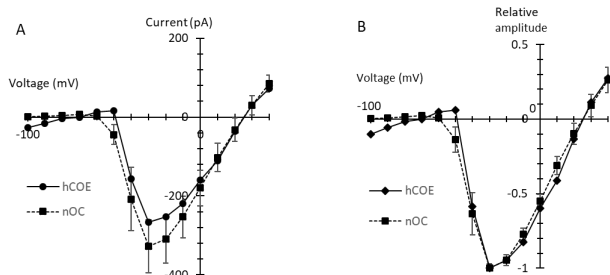 A
Current (pA)
200
Voltage (mV)
0
-100
0
hCOE
nOC
-200
-400
B
Relative
amplitude
0.5
Voltage (mV)
-100
0
0
hCOE
nOC
-0.5
-1